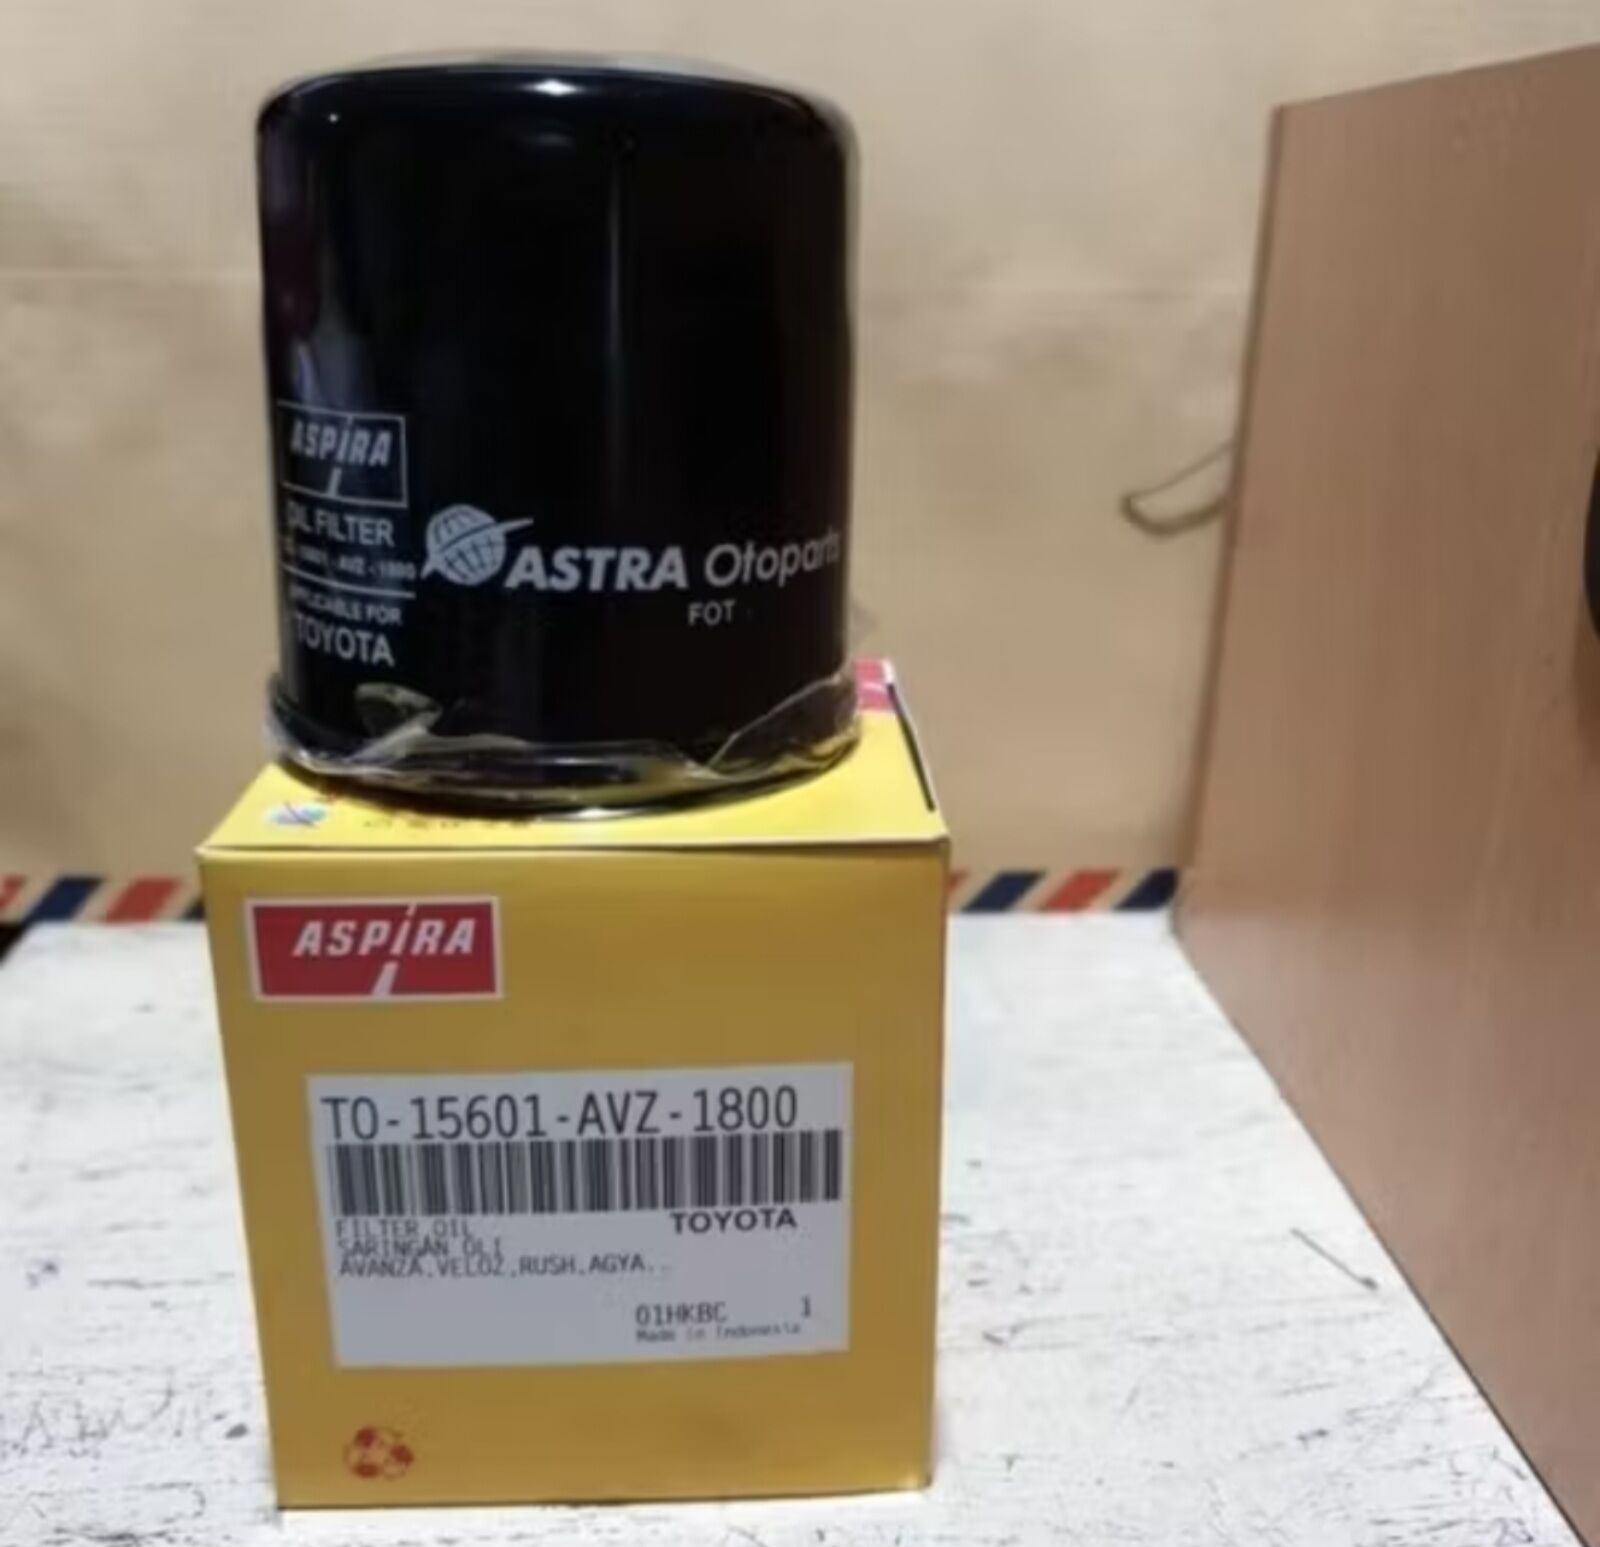 ASPIRA
OIL FILTER
APPLICABLE FOR
TOYOTA
ASTRA Otoparts
FOT
ASPIRA
TO-15601-AVZ-1800
FILTER,OIL
TOYOTA
SARINGAN OLI
AVANZA,VELOZ,RUSH,AGYA..
01HKBC 1
Made in Indonesia